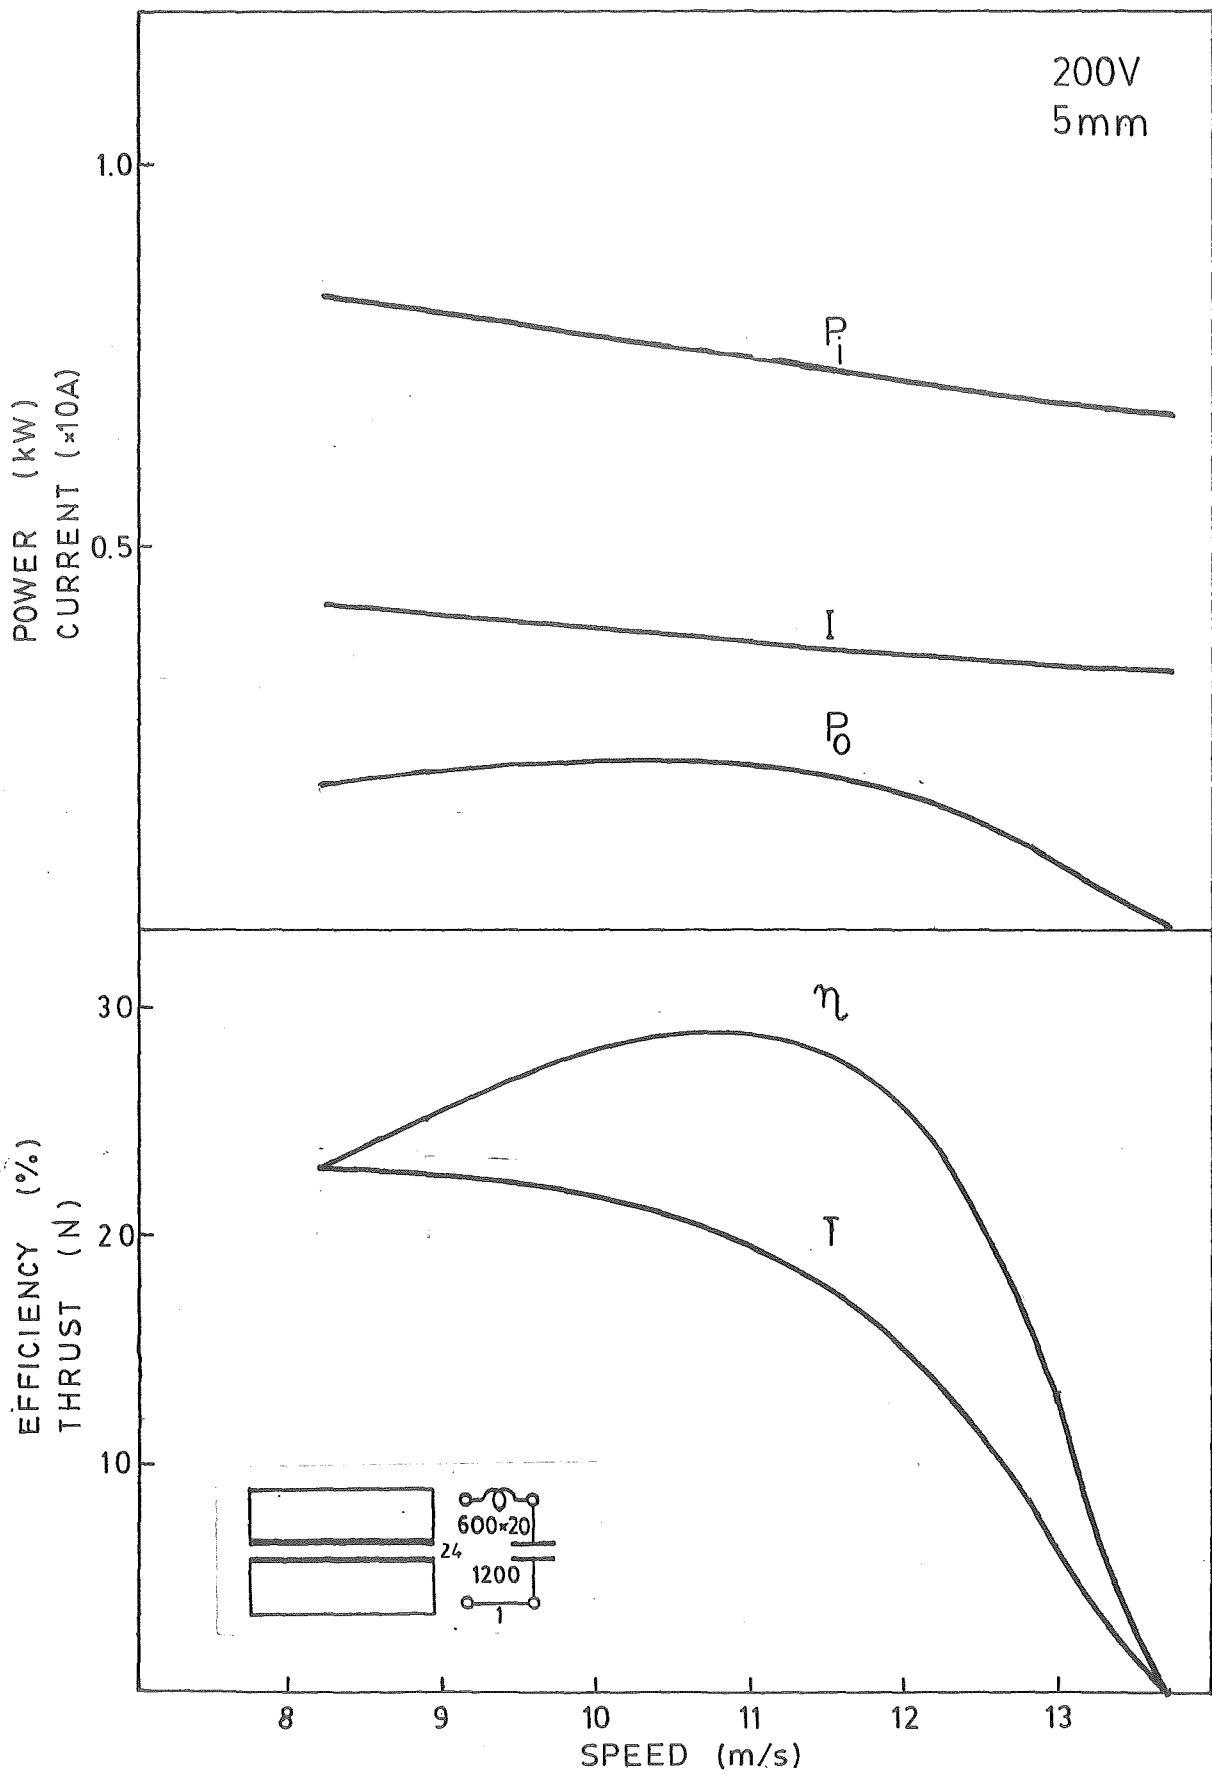 200V
5mm
1.0
0.5
POWER (kW)
CURRENT (×10A)
Pi
I
Po
30
20
10
EFFICIENCY (%)
THRUST (N)
η
T
600×20
24
1200
1
8 9 10 11 12 13
SPEED (m/s)